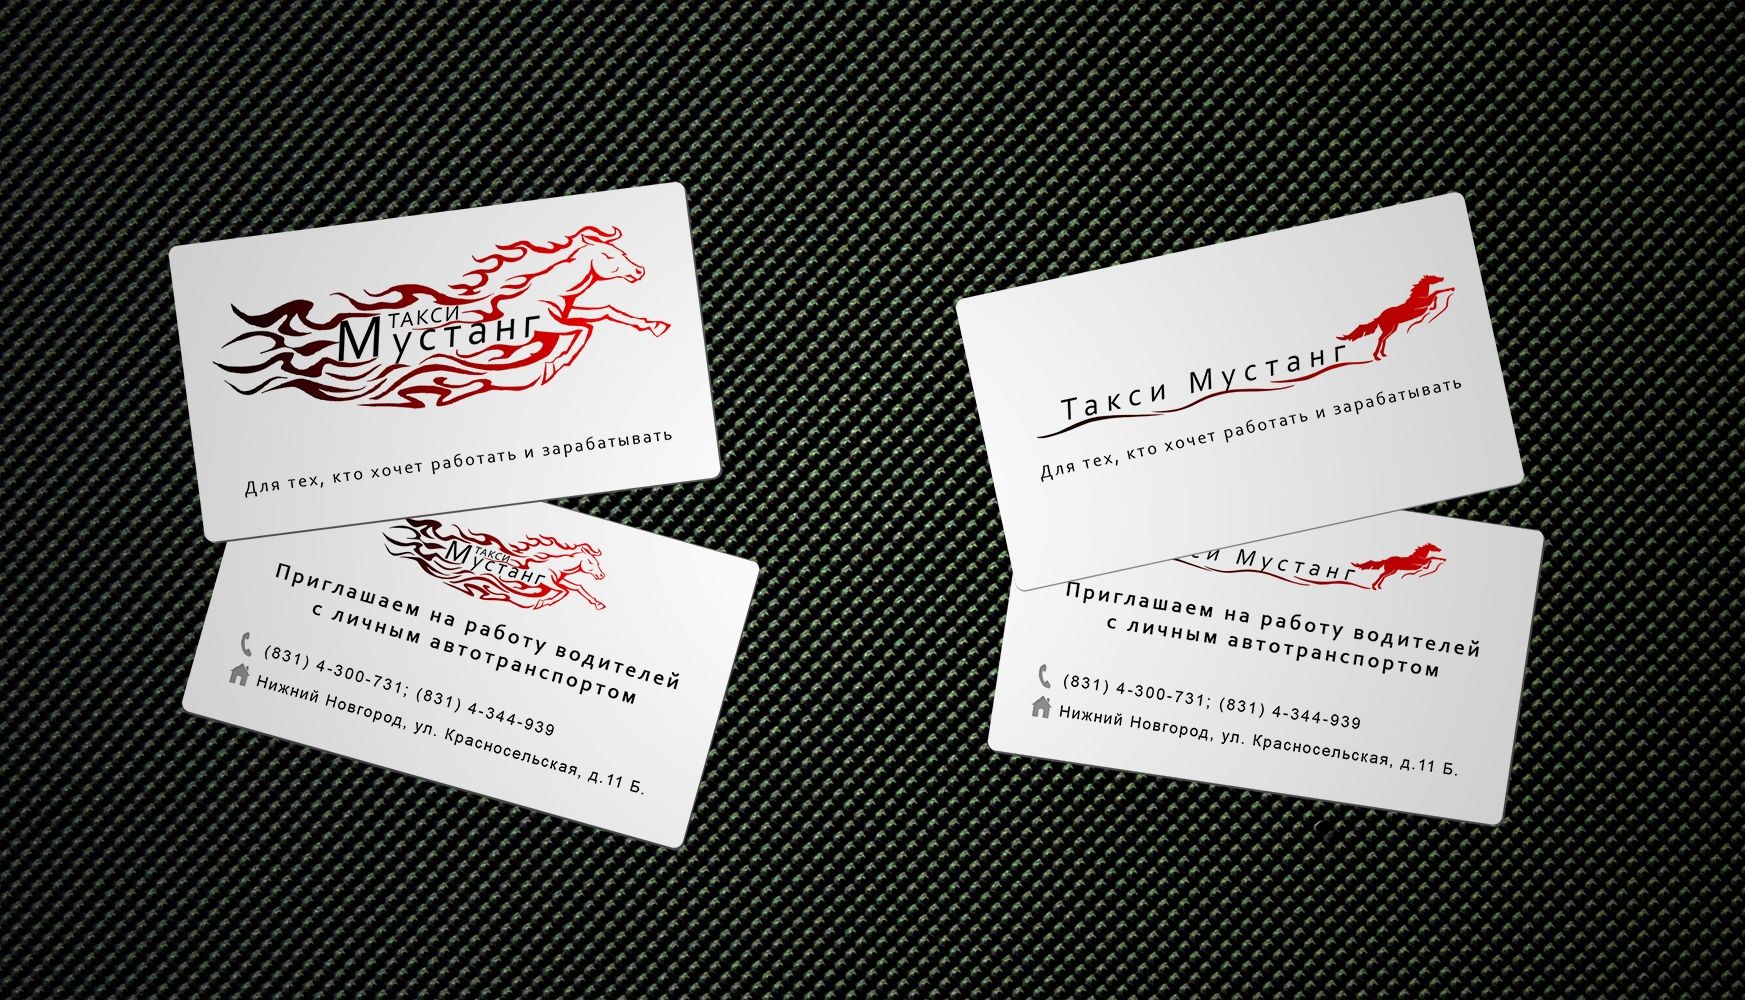 ТАКСИ
Мустанг
Для тех, кто хочет работать и зарабатывать
ТАКСИ
Мустанг
Приглашаем на работу водителей
с личным автотранспортом
(831) 4-300-731; (831) 4-344-939
Нижний Новгород, ул. Красносельская, д.11 Б.
Такси Мустанг
Для тех, кто хочет работать и зарабатывать
си Мустанг
Приглашаем на работу водителей
с личным автотранспортом
(831) 4-300-731; (831) 4-344-939
Нижний Новгород, ул. Красносельская, д.11 Б.